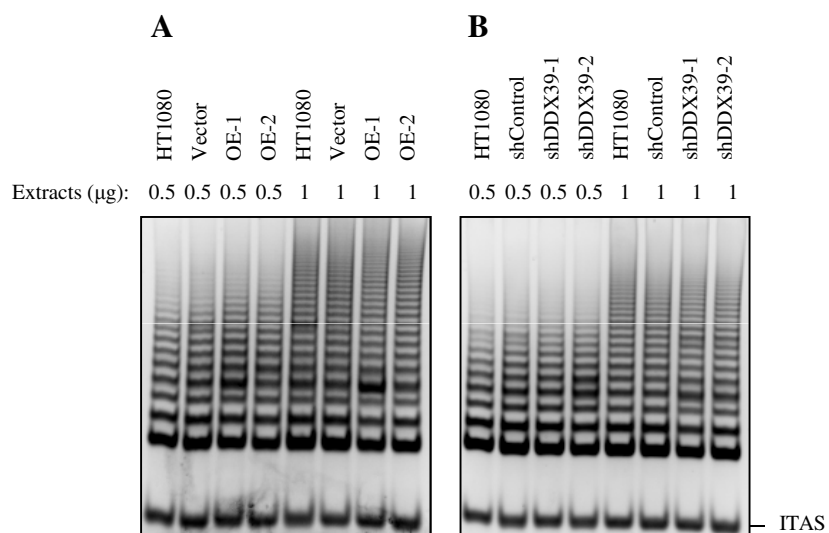 A
B
HT1080 Vector OE-1 OE-2 HT1080 Vector OE-1 OE-2
HT1080 shControl shDDX39-1 shDDX39-2 HT1080 shControl shDDX39-1 shDDX39-2
Extracts (µg): 0.5 0.5 0.5 0.5 1 1 1 1 0.5 0.5 0.5 0.5 1 1 1 1
ITAS